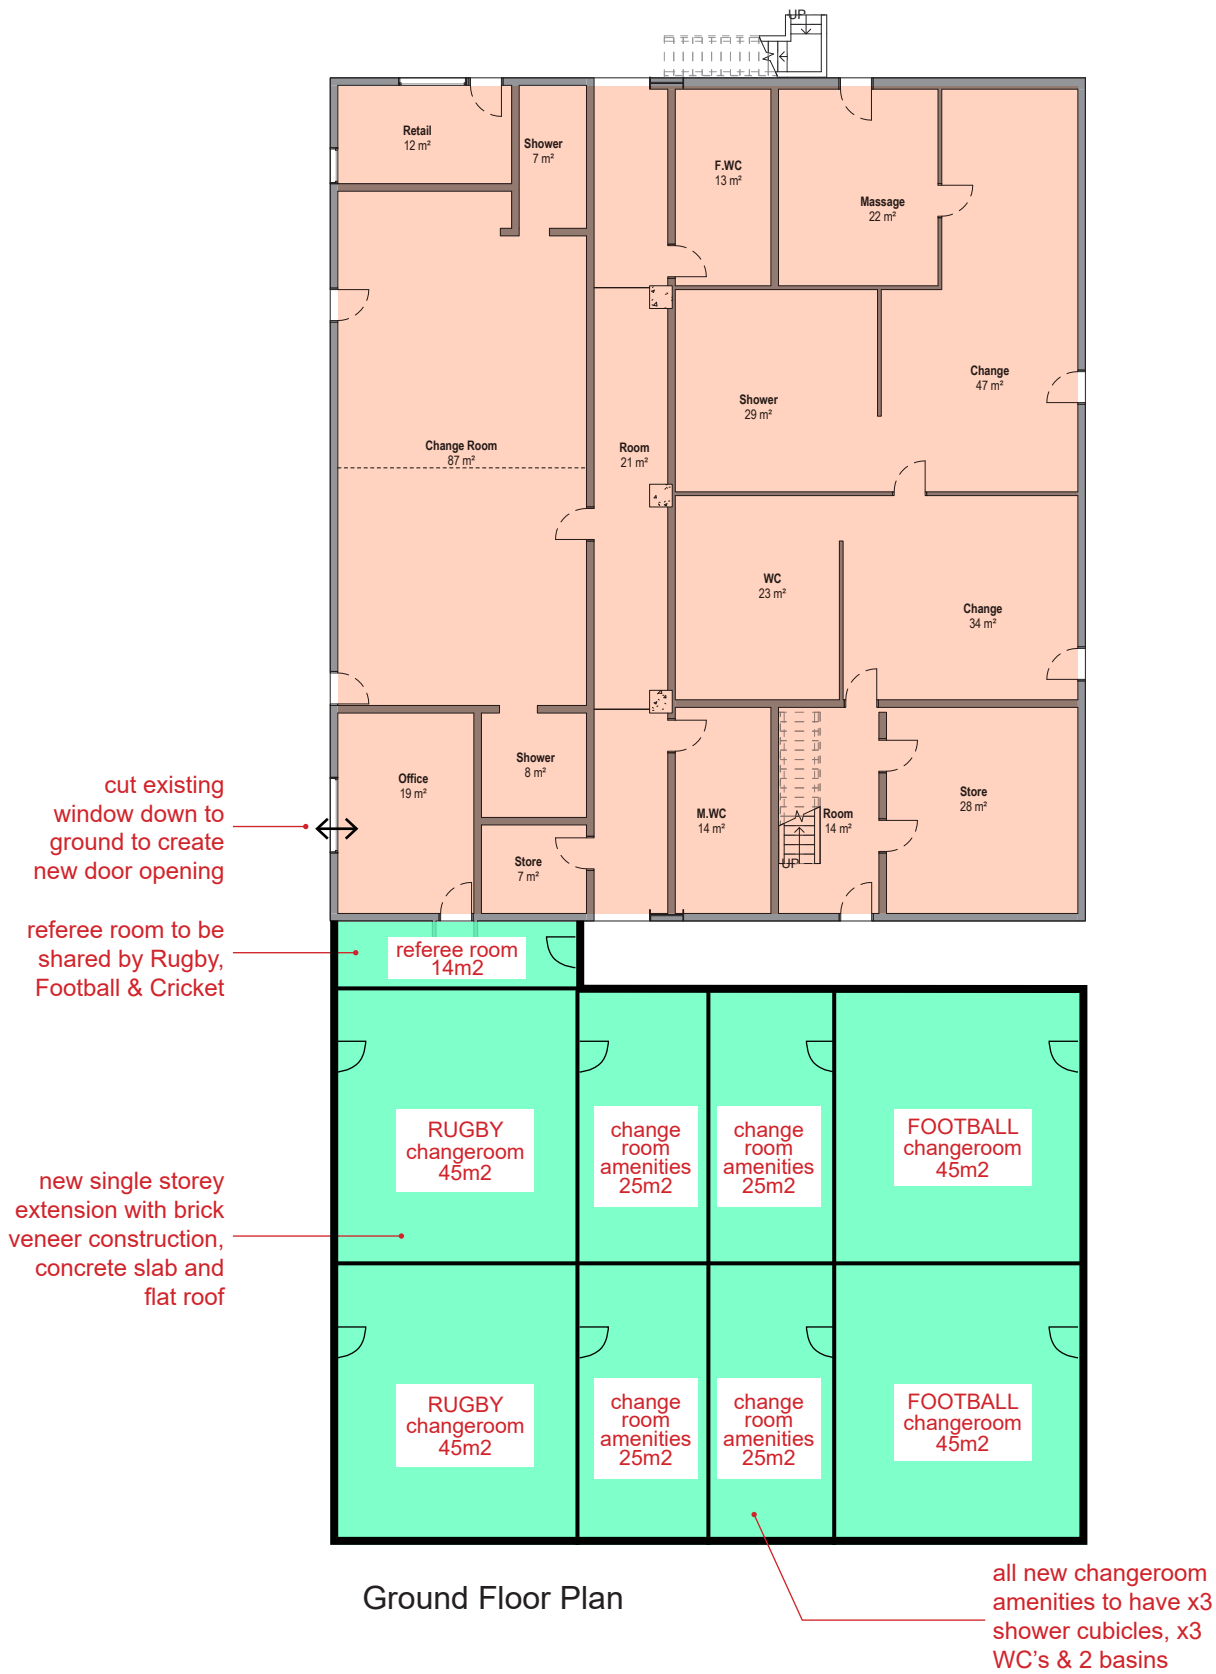 UP
Retail
12 m²
Shower
7 m²
F.WC
13 m²
Massage
22 m²
Change
47 m²
Shower
29 m²
Change Room
87 m²
Room
21 m²
WC
23 m²
Change
34 m²
Office
19 m²
Shower
8 m²
Store
7 m²
M.WC
14 m²
Room
14 m²
UP
Store
28 m²
cut existing
window down to
ground to create
new door opening
referee room to be
shared by Rugby,
Football & Cricket
referee room
14m2
RUGBY
changeroom
45m2
change
room
amenities
25m2
change
room
amenities
25m2
FOOTBALL
changeroom
45m2
new single storey
extension with brick
veneer construction,
concrete slab and
flat roof
RUGBY
changeroom
45m2
change
room
amenities
25m2
change
room
amenities
25m2
FOOTBALL
changeroom
45m2
Ground Floor Plan
all new changeroom
amenities to have x3
shower cubicles, x3
WC's & 2 basins